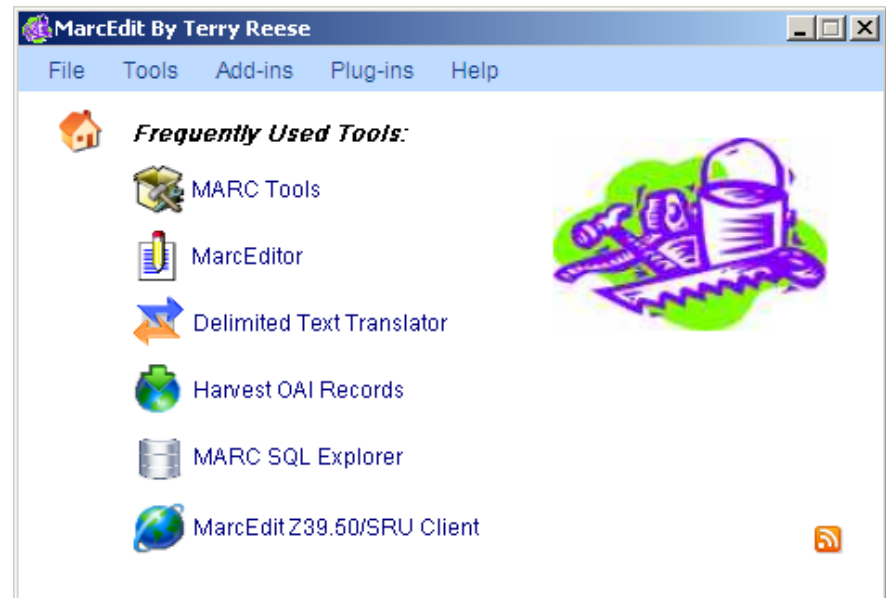 MarcEdit By Terry Reese
File Tools Add-ins Plug-ins Help
Frequently Used Tools:
MARC Tools
MarcEditor
Delimited Text Translator
Harvest OAI Records
MARC SQL Explorer
MarcEdit Z39.50/SRU Client